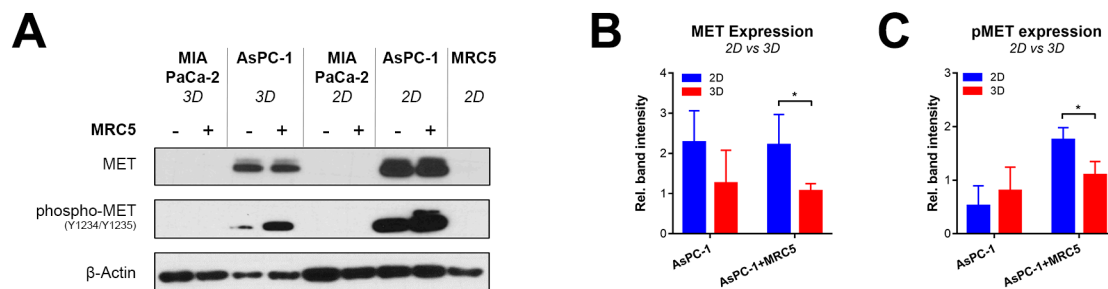 A
MIA
PaCa-2
3D
AsPC-1
3D
MIA
PaCa-2
2D
AsPC-1
2D
MRC5
2D
MRC5 - + - + - + - +
MET
phospho-MET
(Y1234/Y1235)
β-Actin
B
MET Expression
2D vs 3D
2D
3D
Rel. band intensity
4
3
2
1
0
*
AsPC-1
AsPC-1+MRC5
C
pMET expression
2D vs 3D
2D
3D
Rel. band intensity
3
2
1
0
*
AsPC-1
AsPC-1+MRC5